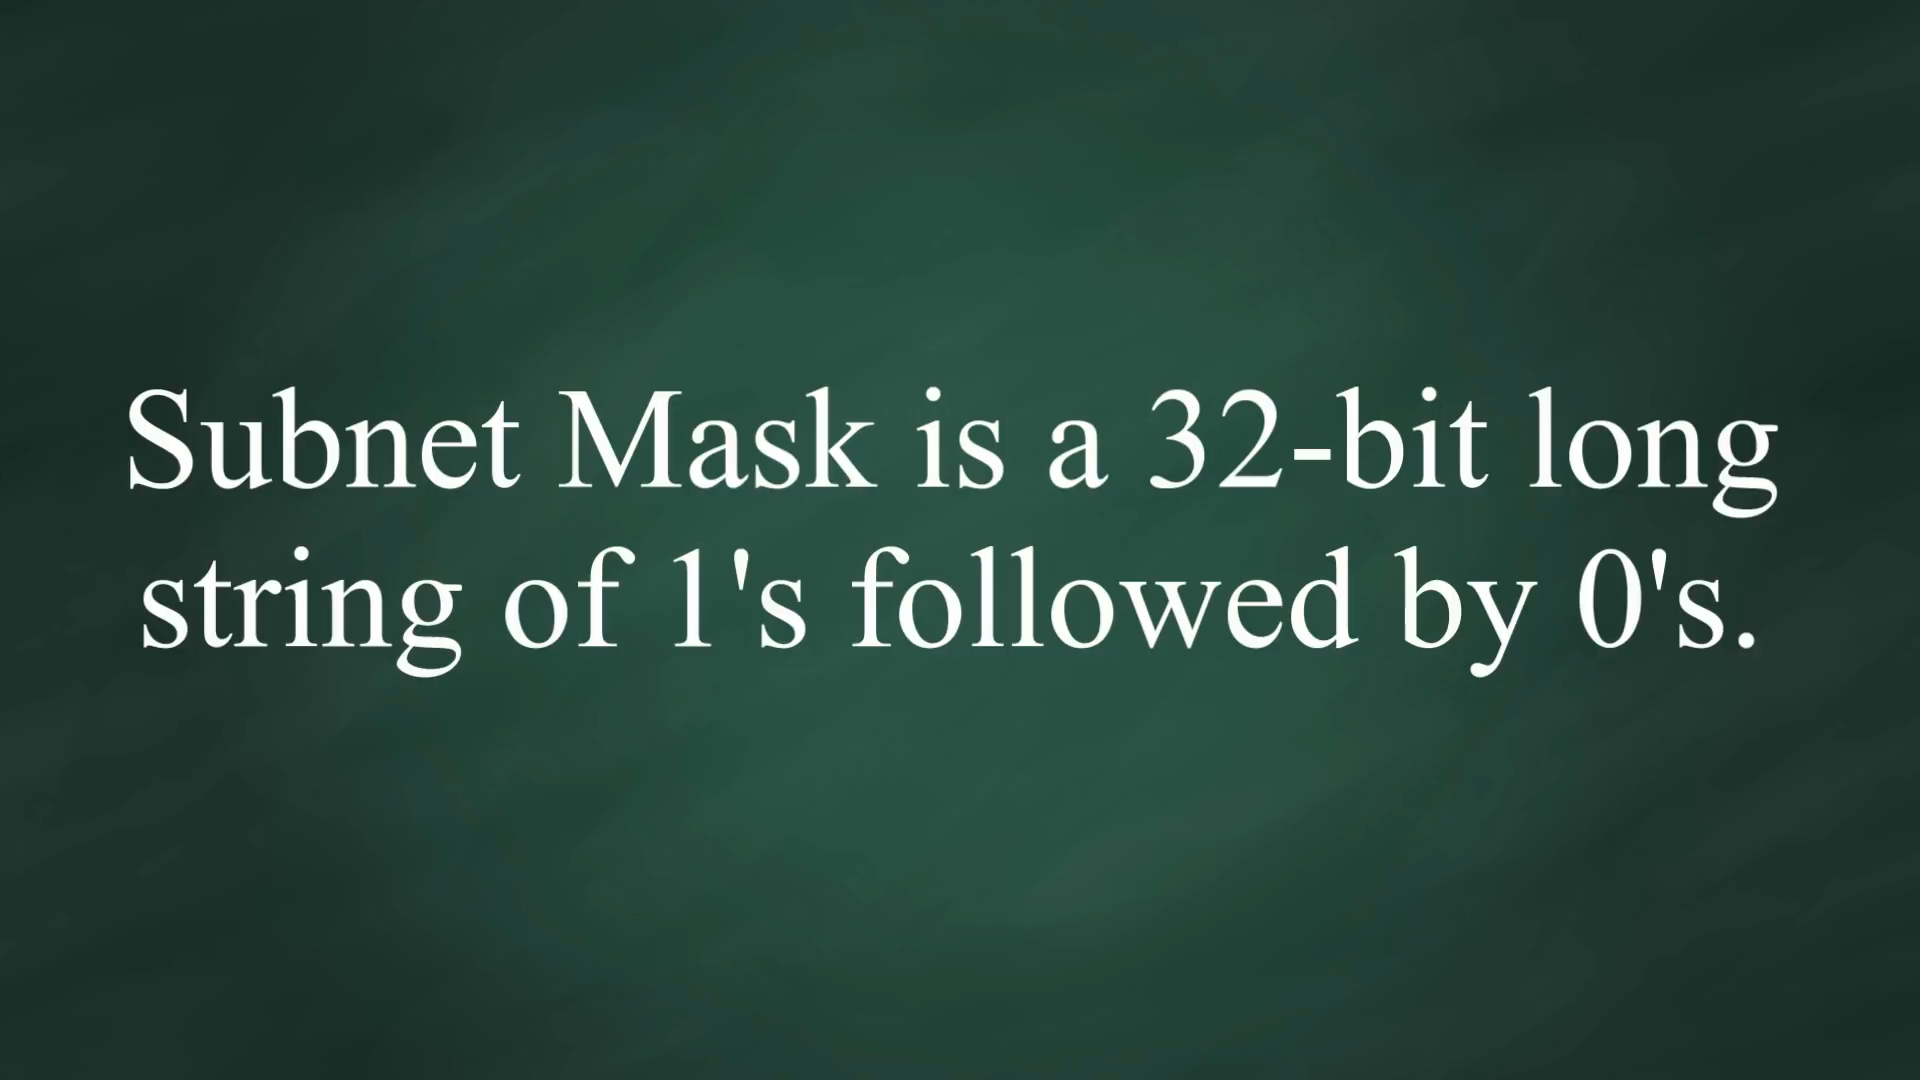 Subnet Mask is a 32-bit long
string of 1's followed by 0's.